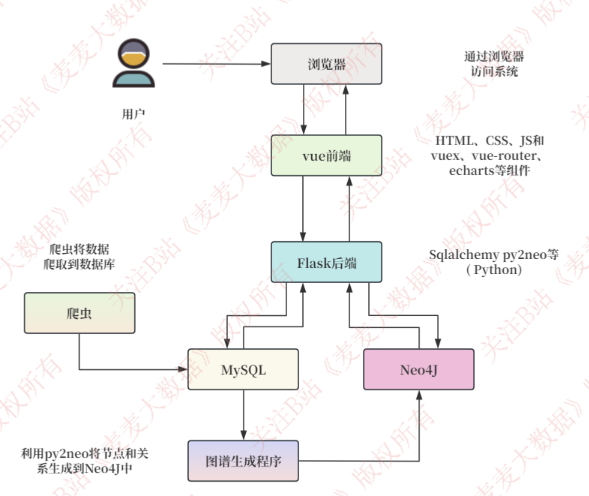 浏览器
通过浏览器
访问系统
用户
vue前端
HTML、CSS、JS和
vuex、vue-router、
echarts等组件
爬虫将数据
爬取到数据库
Flask后端
Sqlalchemy py2neo等
（Python）
爬虫
MySQL
Neo4J
利用py2neo将节点和关
系生成到Neo4J中
图谱生成程序
关注B站《麦麦大数据》版权所有